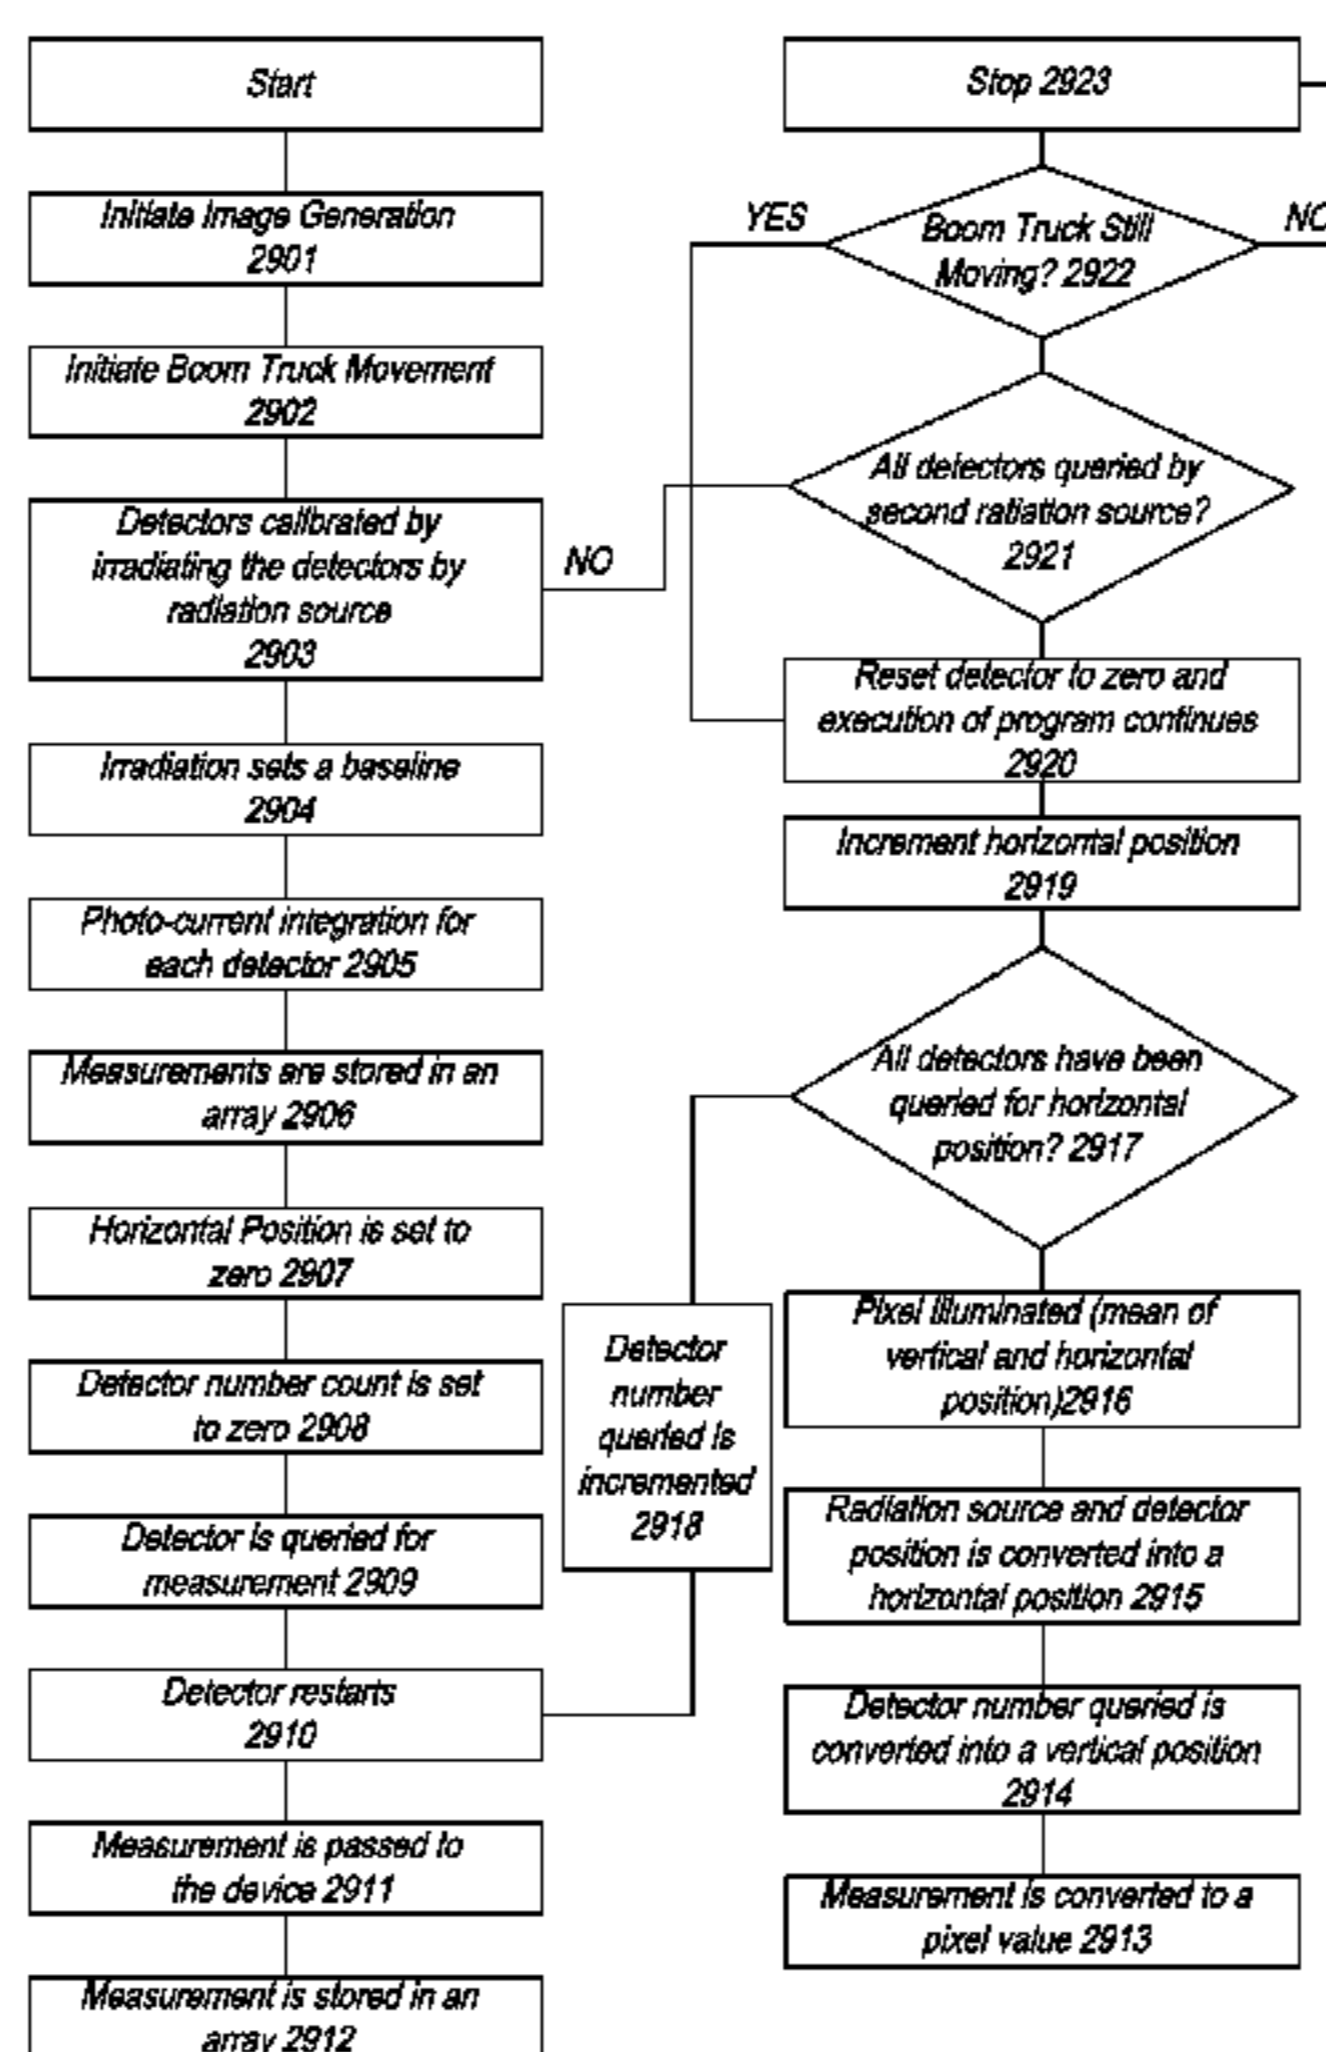 Start
Initiate Image Generation
2901
Initiate Boom Truck Movement
2902
Detectors calibrated by
irradiating the detectors by
radiation source
2903
NO
Irradiation sets a baseline
2904
Photo-current integration for
each detector 2905
Measurements are stored in an
array 2906
Horizontal Position is set to
zero 2907
Detector number count is set
to zero 2908
Detector is queried for
measurement 2909
Detector restarts
2910
Measurement is passed to
the device 2911
Measurement is stored in an
array 2912
Detector
number
queried is
incremented
2918
Stop 2923
YES
Boom Truck Still
Moving? 2922
NO
All detectors queried by
second ratiation source?
2921
Reset detector to zero and
execution of program continues
2920
Increment horizontal position
2919
All detectors have been
queried for horizontal
position? 2917
Pixel illuminated (mean of
vertical and horizontal
position)2916
Radiation source and detector
position is converted into a
horizontal position 2915
Detector number queried is
converted into a vertical position
2914
Measurement is converted to a
pixel value 2913